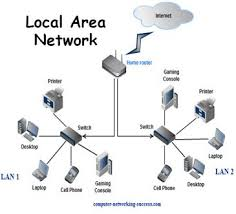 Local Area
Network
Internet
Home router
Gaming
Console
Printer
Printer
Switch
Switch
Desktop
Desktop
LAN 1
LAN 2
Laptop
Cell Phone
Gaming
Console
Laptop
Cell Phone
computer-networking-success.com